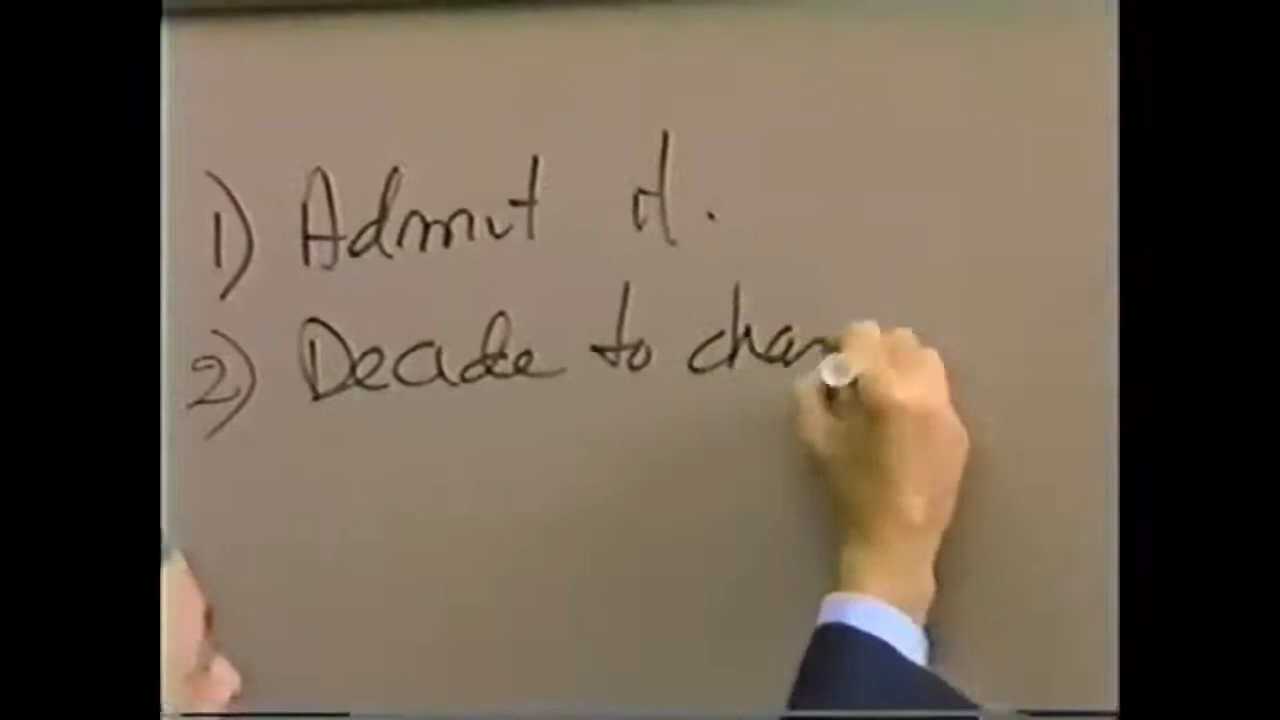 1) Admit it.
2) Decide to chan